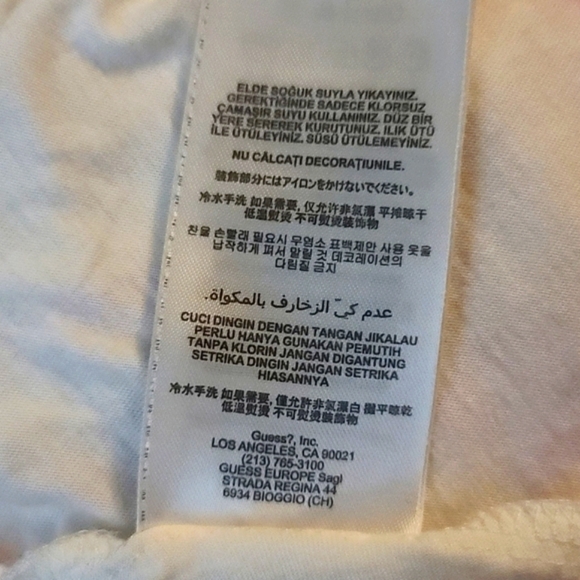 ELDE SOĞUK SUYLA YIKAYINIZ.
GEREKTİĞİNDE SADECE KLORSUZ
ÇAMAŞIR SUYU KULLANINIZ. DÜZ BİR
YERE SEREREK KURUTUNUZ. ILIK ÜTÜ
İLE ÜTÜLEYİNİZ. SÜSÜ ÜTÜLEMEYİNİZ.
NU CĂLCAŢI DECORAŢIUNILE.
装飾部分にはアイロンをかけないでください。
冷水手洗 如果需要, 仅允许非氯漂 平摊晾干
低温熨烫 不可熨烫装饰物
찬물 손빨래 필요시 무염소 표백제만 사용 옷을
납작하게 펴서 말릴 것 데코레이션의
다림질 금지
عدم كيّ الزخارف بالمكواة.
CUCI DINGIN DENGAN TANGAN JIKALAU
PERLU HANYA GUNAKAN PEMUTIH
TANPA KLORIN JANGAN DIGANTUNG
SETRIKA DINGIN JANGAN SETRIKA
HIASANNYA
冷水手洗 如果需要, 僅允許非氯漂白 攤平晾乾
低溫熨燙 不可熨燙裝飾物
Guess?, Inc.
LOS ANGELES, CA 90021
(213) 765-3100
GUESS EUROPE Sagl
STRADA REGINA 44
6934 BIOGGIO (CH)